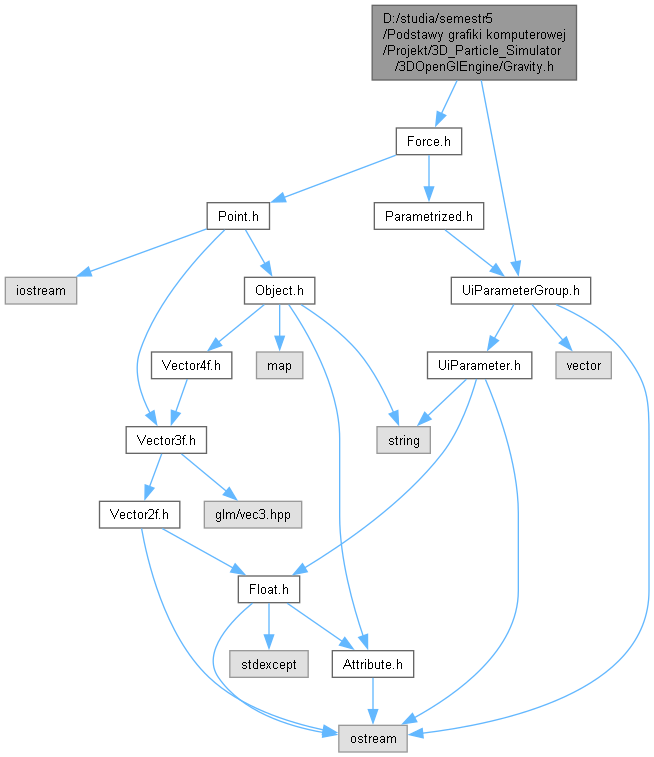 D:/studia/semestr5
/Podstawy grafiki komputerowej
/Projekt/3D_Particle_Simulator
/3DOpenGlEngine/Gravity.h
Force.h
Point.h
Parametrized.h
iostream
Object.h
UiParameterGroup.h
Vector4f.h
map
UiParameter.h
vector
Vector3f.h
string
Vector2f.h
glm/vec3.hpp
Float.h
stdexcept
Attribute.h
ostream